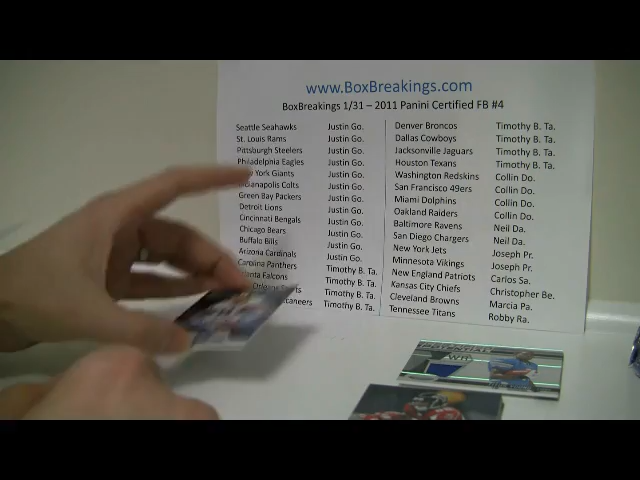 www.BoxBreakings.com
BoxBreakings 1/31 – 2011 Panini Certified FB #4
Seattle Seahawks Justin Go. Denver Broncos Timothy B. Ta.
St. Louis Rams Justin Go. Dallas Cowboys Timothy B. Ta.
Pittsburgh Steelers Justin Go. Jacksonville Jaguars Timothy B. Ta.
Philadelphia Eagles Justin Go. Houston Texans Timothy B. Ta.
York Giants Justin Go. Washington Redskins Collin Do.
Indianapolis Colts Justin Go. San Francisco 49ers Collin Do.
Green Bay Packers Justin Go. Miami Dolphins Collin Do.
Detroit Lions Justin Go. Oakland Raiders Collin Do.
Cincinnati Bengals Justin Go. Baltimore Ravens Neil Da.
Chicago Bears Justin Go. San Diego Chargers Neil Da.
Buffalo Bills Justin Go. New York Jets Joseph Pr.
Arizona Cardinals Justin Go. Minnesota Vikings Joseph Pr.
Carolina Panthers Timothy B. Ta. New England Patriots Carlos Sa.
Falcons Timothy B. Ta. Kansas City Chiefs Christopher Be.
Timothy B. Ta. Cleveland Browns Marcia Pa.
Timothy B. Ta. Tennessee Titans Robby Ra.
POTENTIAL